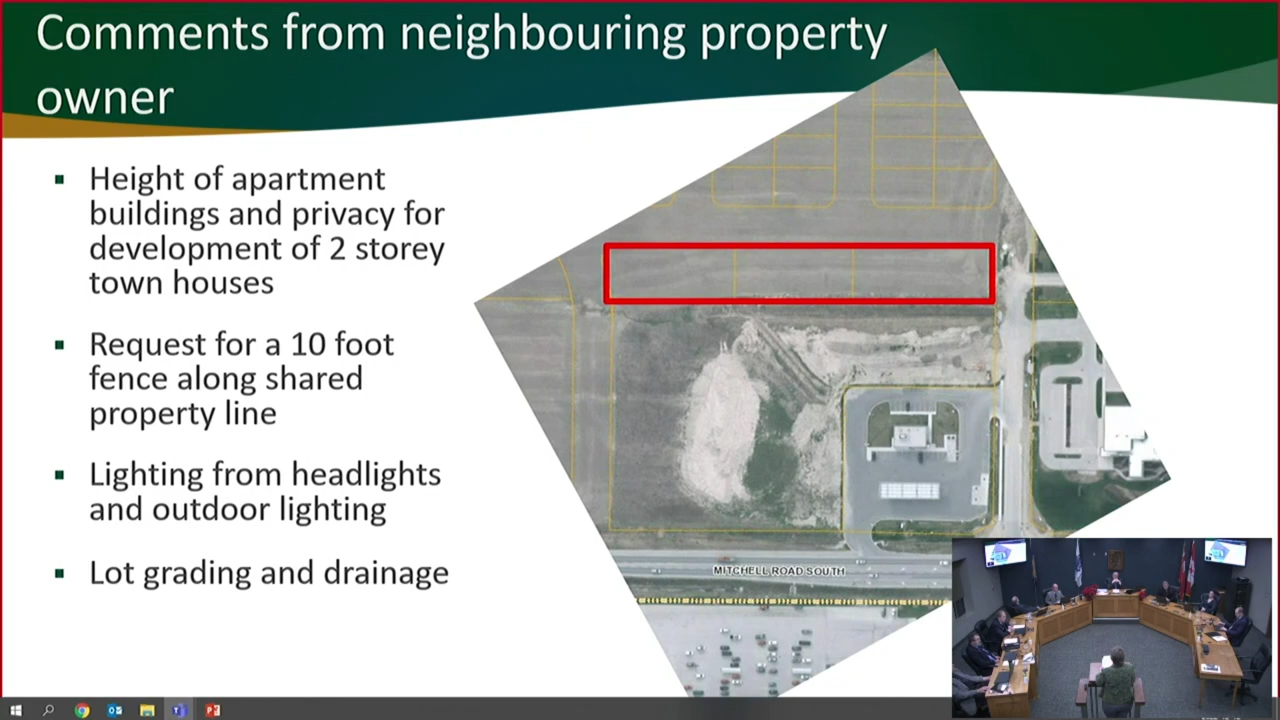 Comments from neighbouring property
owner
Height of apartment
buildings and privacy for
development of 2 storey
town houses
Request for a 10 foot
fence along shared
property line
Lighting from headlights
and outdoor lighting
Lot grading and drainage
MITCHELL ROAD SOUTH